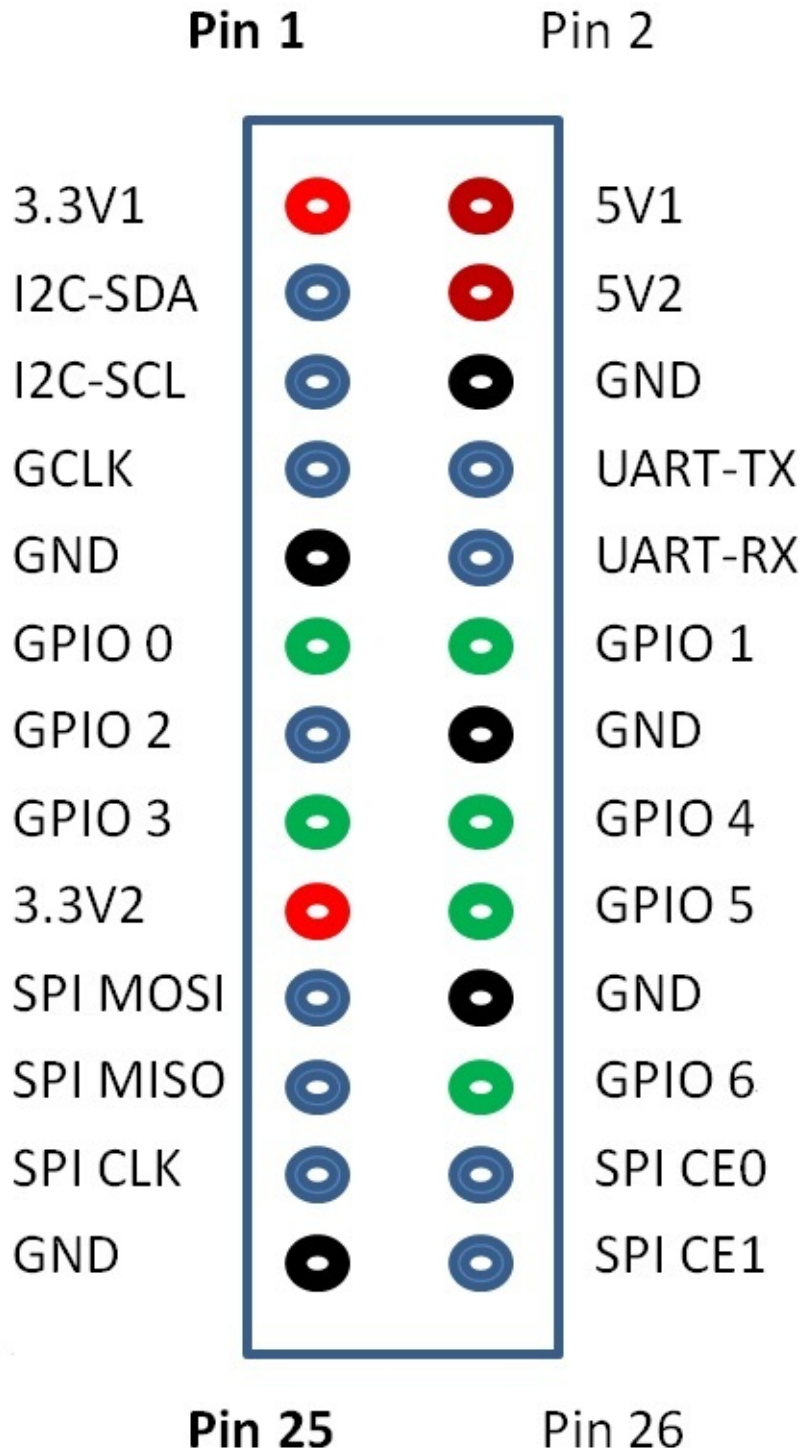 Pin 1 Pin 2
3.3V1 5V1
I2C-SDA 5V2
I2C-SCL GND
GCLK UART-TX
GND UART-RX
GPIO 0 GPIO 1
GPIO 2 GND
GPIO 3 GPIO 4
3.3V2 GPIO 5
SPI MOSI GND
SPI MISO GPIO 6
SPI CLK SPI CE0
GND SPI CE1
Pin 25 Pin 26